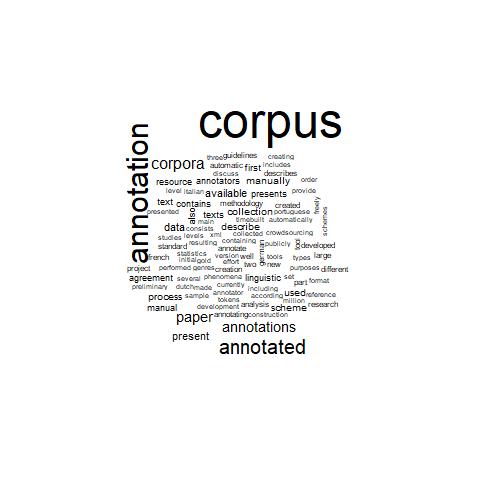 corpus
annotation
three guidelines creating
corpora automatic first includes
discuss describes
resource annotators manually order
level italian available presents provide
text contains methodology created freely
presented also texts collection portuguese schemes
main timebuilt automatically
data consists describe
studies levels xml collected crowdsourcing
resulting containing german publicly tool developed
standard annotate
french statistics version well tools types large
initial gold effort two new
project performed genres creation purposes different
agreement several phenomena linguistic set part format
preliminary dutch made currently including
process sample annotator according used reference
tokens million
manual development analysis scheme research
paper annotating construction
annotations
present
annotated